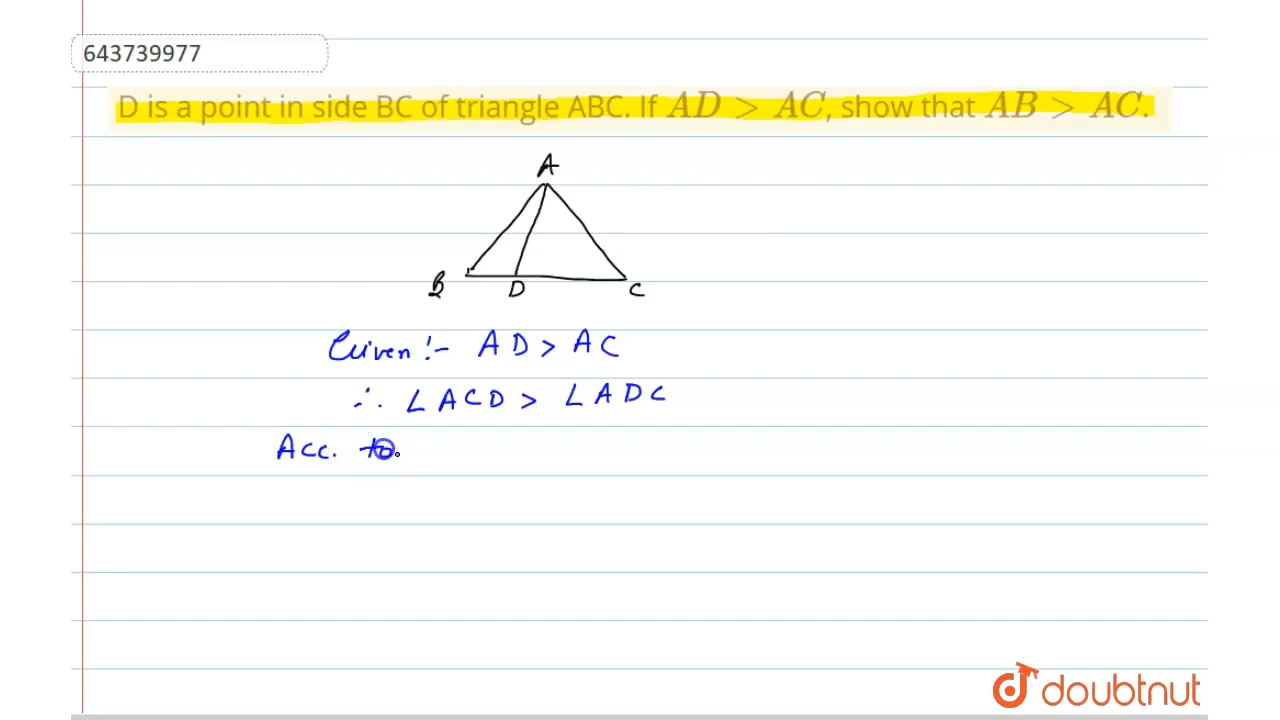 643739977
D is a point in side BC of triangle ABC. If AD > AC, show that AB > AC.
A
B D C
Given :- AD > AC
∴ ∠ACD > ∠ADC
Acc. to
doubtnut